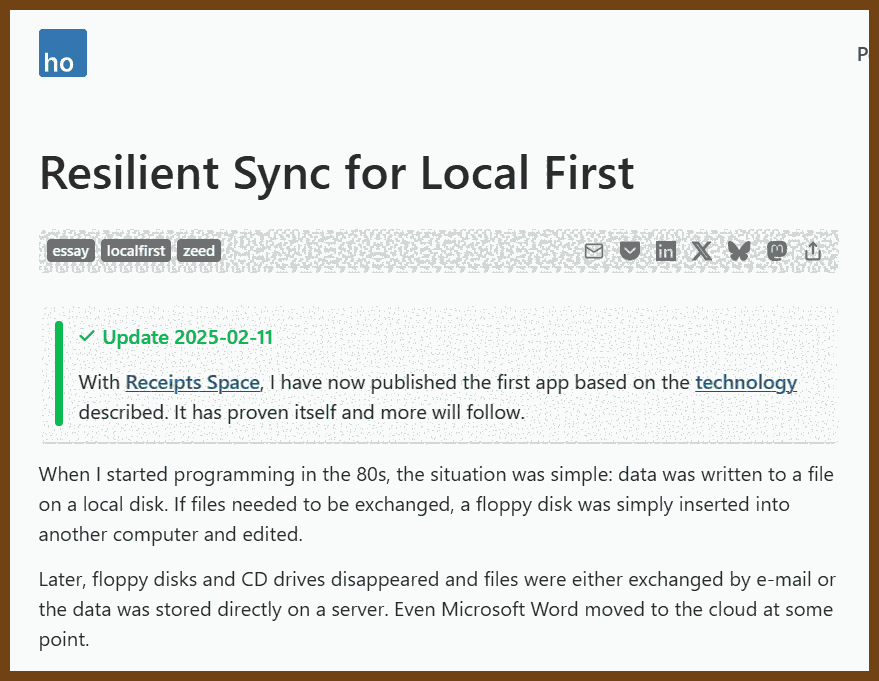 ho
Resilient Sync for Local First
essay localfirst zeed
Update 2025-02-11
With Receipts Space, I have now published the first app based on the technology
described. It has proven itself and more will follow.
When I started programming in the 80s, the situation was simple: data was written to a file
on a local disk. If files needed to be exchanged, a floppy disk was simply inserted into
another computer and edited.
Later, floppy disks and CD drives disappeared and files were either exchanged by e-mail or
the data was stored directly on a server. Even Microsoft Word moved to the cloud at some
point.